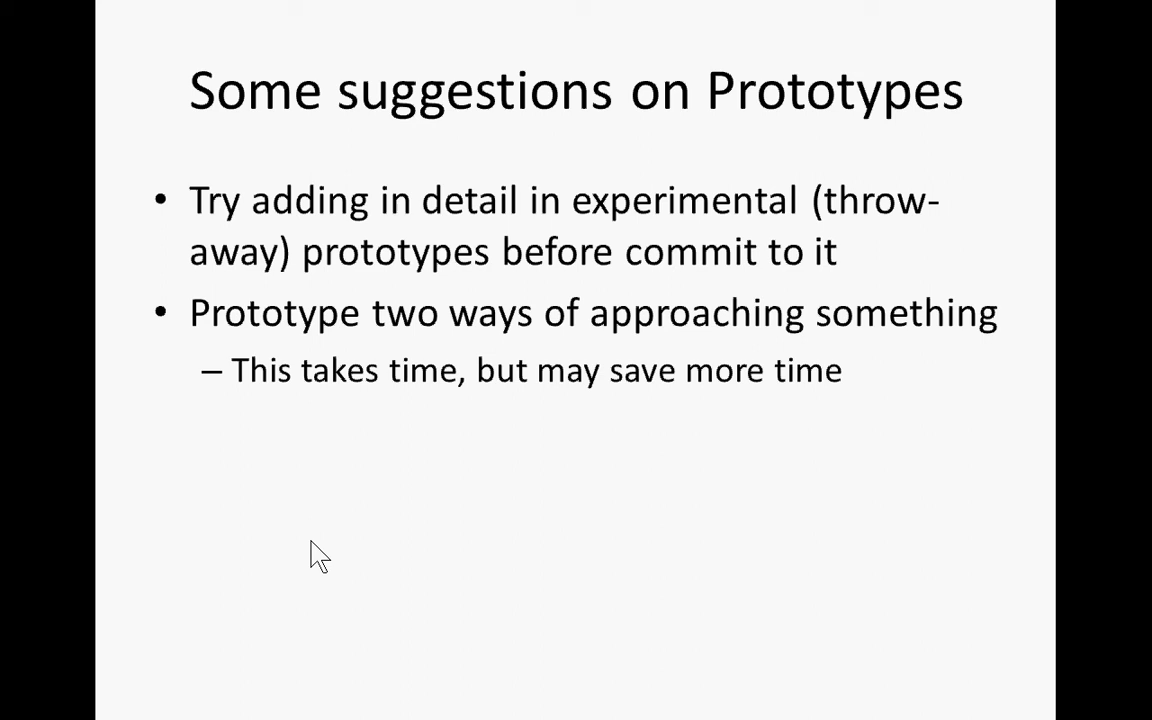 Some suggestions on Prototypes
• Try adding in detail in experimental (throw-
away) prototypes before commit to it
• Prototype two ways of approaching something
– This takes time, but may save more time